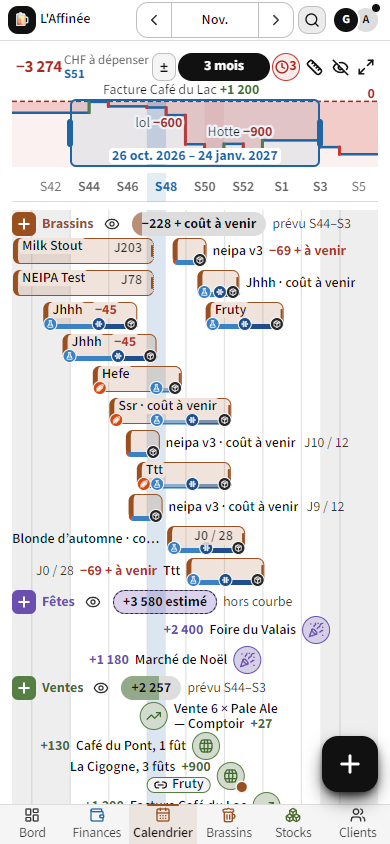 L'Affinée
Nov.
G
A
−3 274
CHF à dépenser
S51
±
3 mois
3
Facture Café du Lac +1 200
0
lol −600
Hotte −900
26 oct. 2026 – 24 janv. 2027
S42 S44 S46 S48 S50 S52 S1 S3 S5
Brassins
−228 + coût à venir
prévu S44–S3
Milk Stout J203
neipa v3 −69 + à venir
NEIPA Test J78
Jhhh · coût à venir
Jhhh −45
Fruty
Jhhh −45
Hefe
Ssr · coût à venir
neipa v3 · coût à venir J10 / 12
Ttt
neipa v3 · coût à venir J9 / 12
Blonde d'automne · co… J0 / 28
J0 / 28 −69 + à venir Ttt
Fêtes
+3 580 estimé
hors courbe
+2 400 Foire du Valais
+1 180 Marché de Noël
Ventes
+2 257
prévu S44–S3
Vente 6 × Pale Ale
— Comptoir +27
+130 Café du Pont, 1 fût
La Cigogne, 3 fûts +900
Fruty
+1 200 Facture Café du Lac
Bord
Finances
Calendrier
Brassins
Stocks
Clients